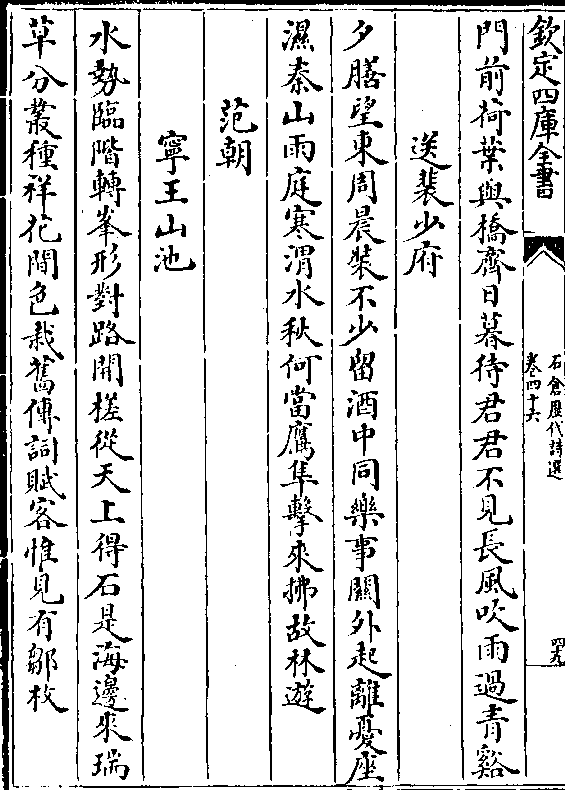 欽定四庫全書
石倉歷代詩選
卷四十六
四九
門前荷葉與橋齊日暮待君君不見長風吹雨過青谿
送裴少府
夕膳望東周晨裝不少留酒中同樂事關外起離憂座
濕秦山雨庭寒渭水秋何當鷹隼擊來拂故林遊
范朝
寧王山池
水勢臨階轉峯形對路開槎從天上得石是海邊來瑞
草分叢種祥花間色栽舊傳詞賦客惟見有鄒枚